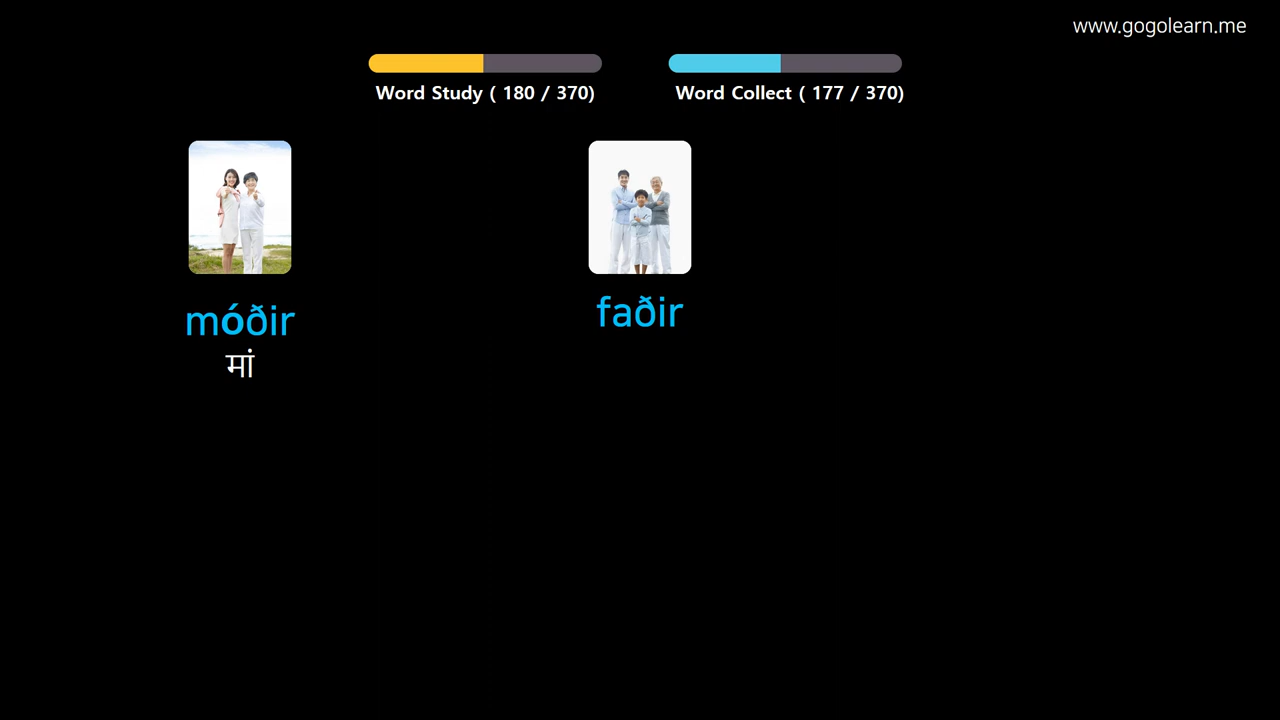 www.gogolearn.me
Word Study ( 180 / 370)
Word Collect ( 177 / 370)
móðir
मां
faðir